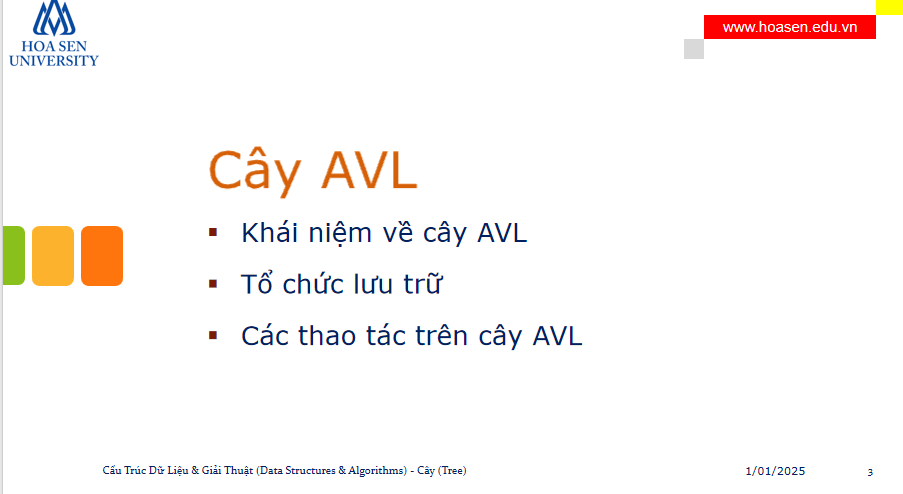 HOA SEN
UNIVERSITY
www.hoasen.edu.vn
Cây AVL
▪ Khái niệm về cây AVL
▪ Tổ chức lưu trữ
▪ Các thao tác trên cây AVL
Cấu Trúc Dữ Liệu & Giải Thuật (Data Structures & Algorithms) - Cây (Tree)
1/01/2025
3